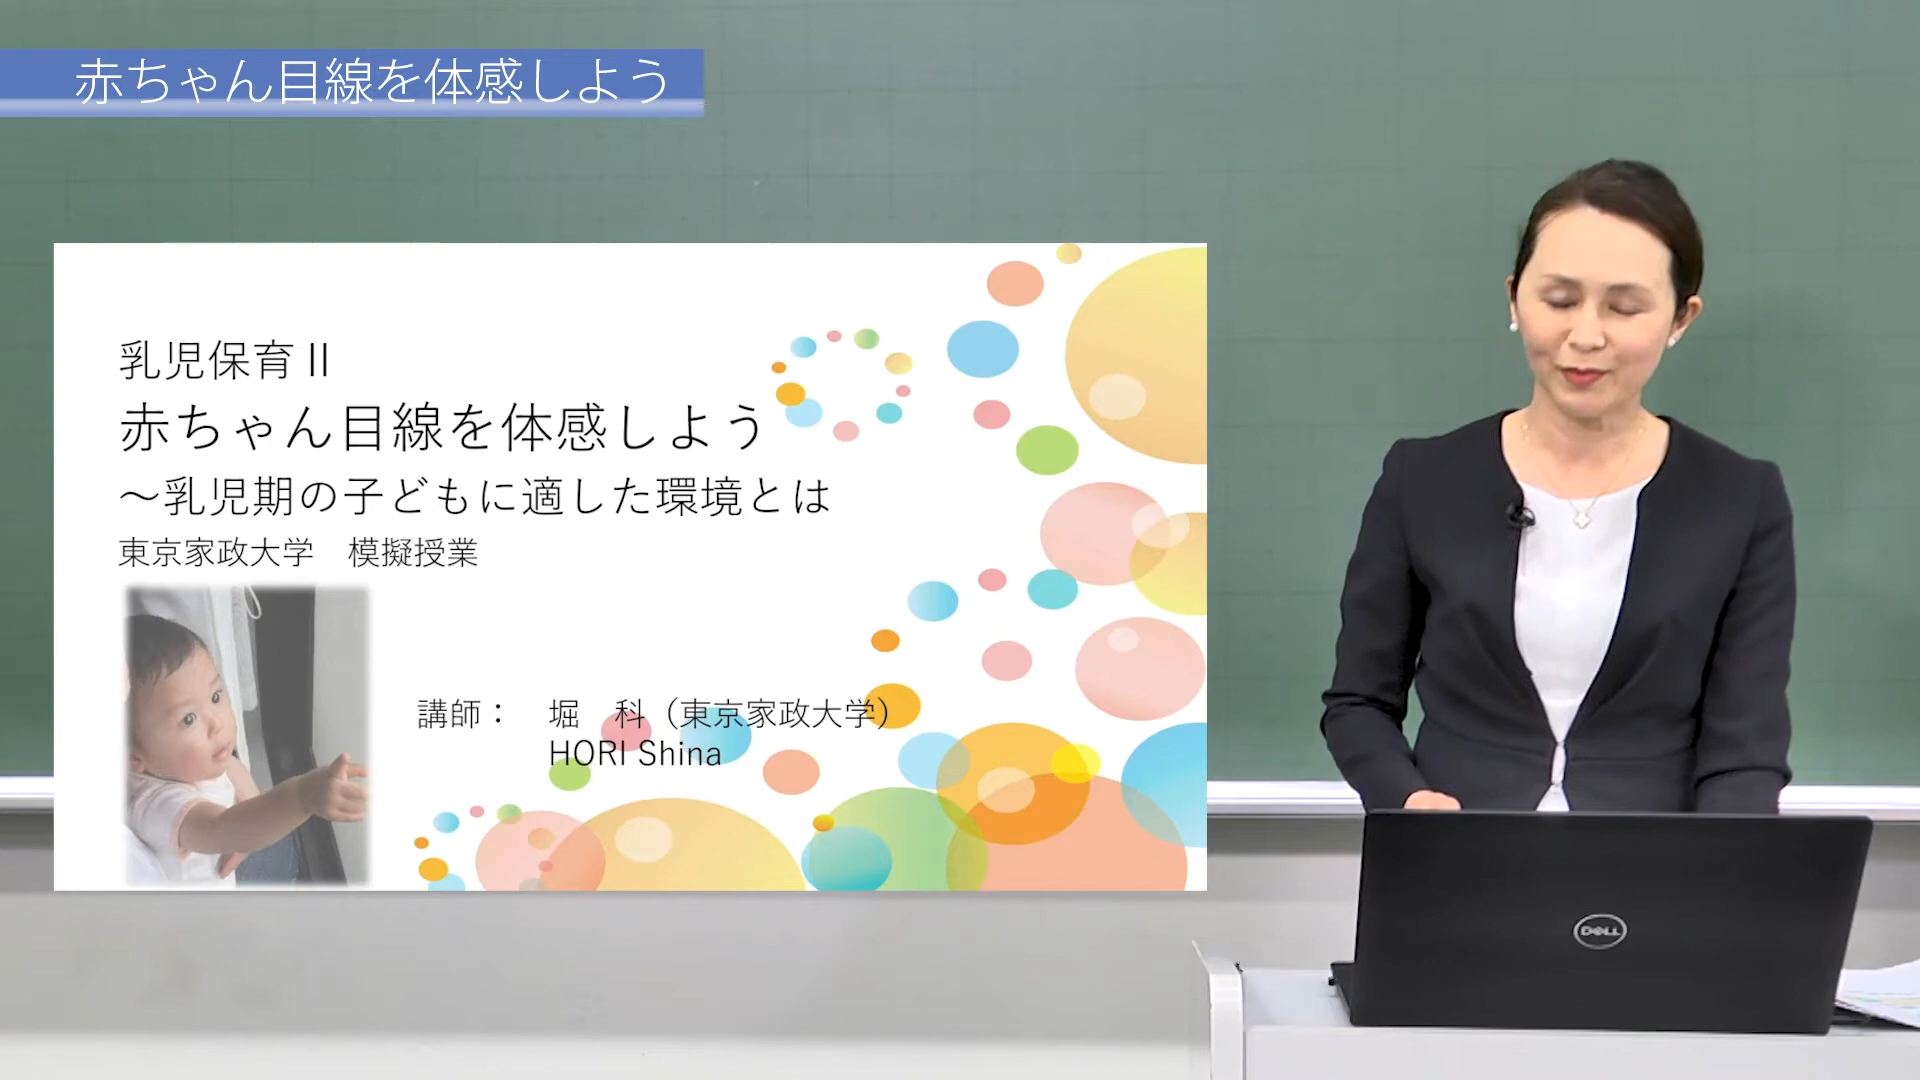 赤ちゃん目線を体感しよう
乳児保育Ⅱ
赤ちゃん目線を体感しよう
～乳児期の子どもに適した環境とは
東京家政大学　模擬授業
講師：　堀　科（東京家政大学）
HORI Shina
DELL